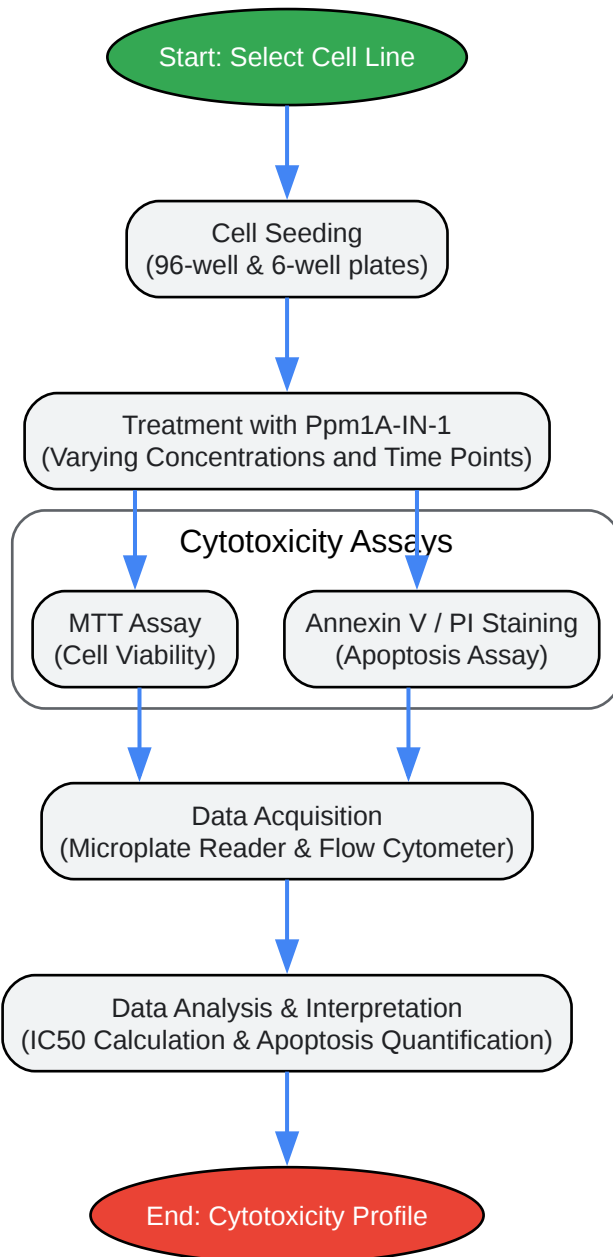 Start: Select Cell Line
Cell Seeding
(96-well & 6-well plates)
Treatment with Ppm1A-IN-1
(Varying Concentrations and Time Points)
Cytotoxicity Assays
MTT Assay
(Cell Viability)
Annexin V / PI Staining
(Apoptosis Assay)
Data Acquisition
(Microplate Reader & Flow Cytometer)
Data Analysis & Interpretation
(IC50 Calculation & Apoptosis Quantification)
End: Cytotoxicity Profile